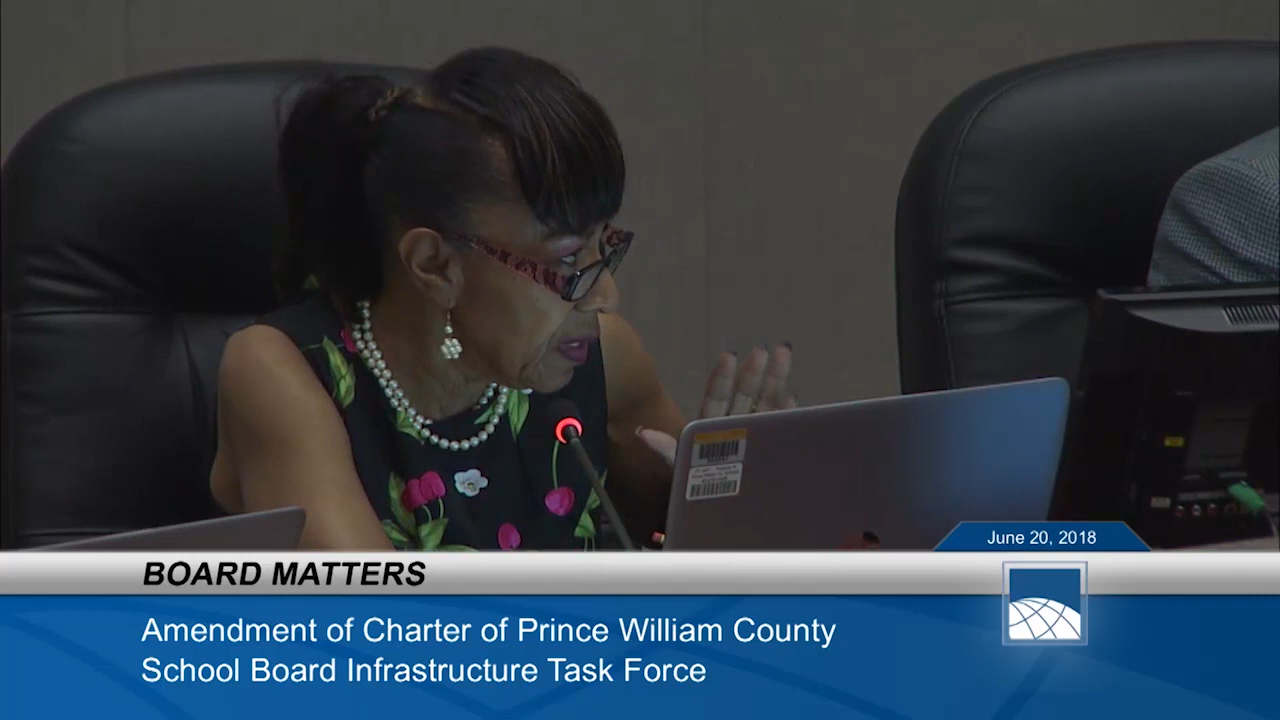 June 20, 2018
BOARD MATTERS
Amendment of Charter of Prince William County
School Board Infrastructure Task Force